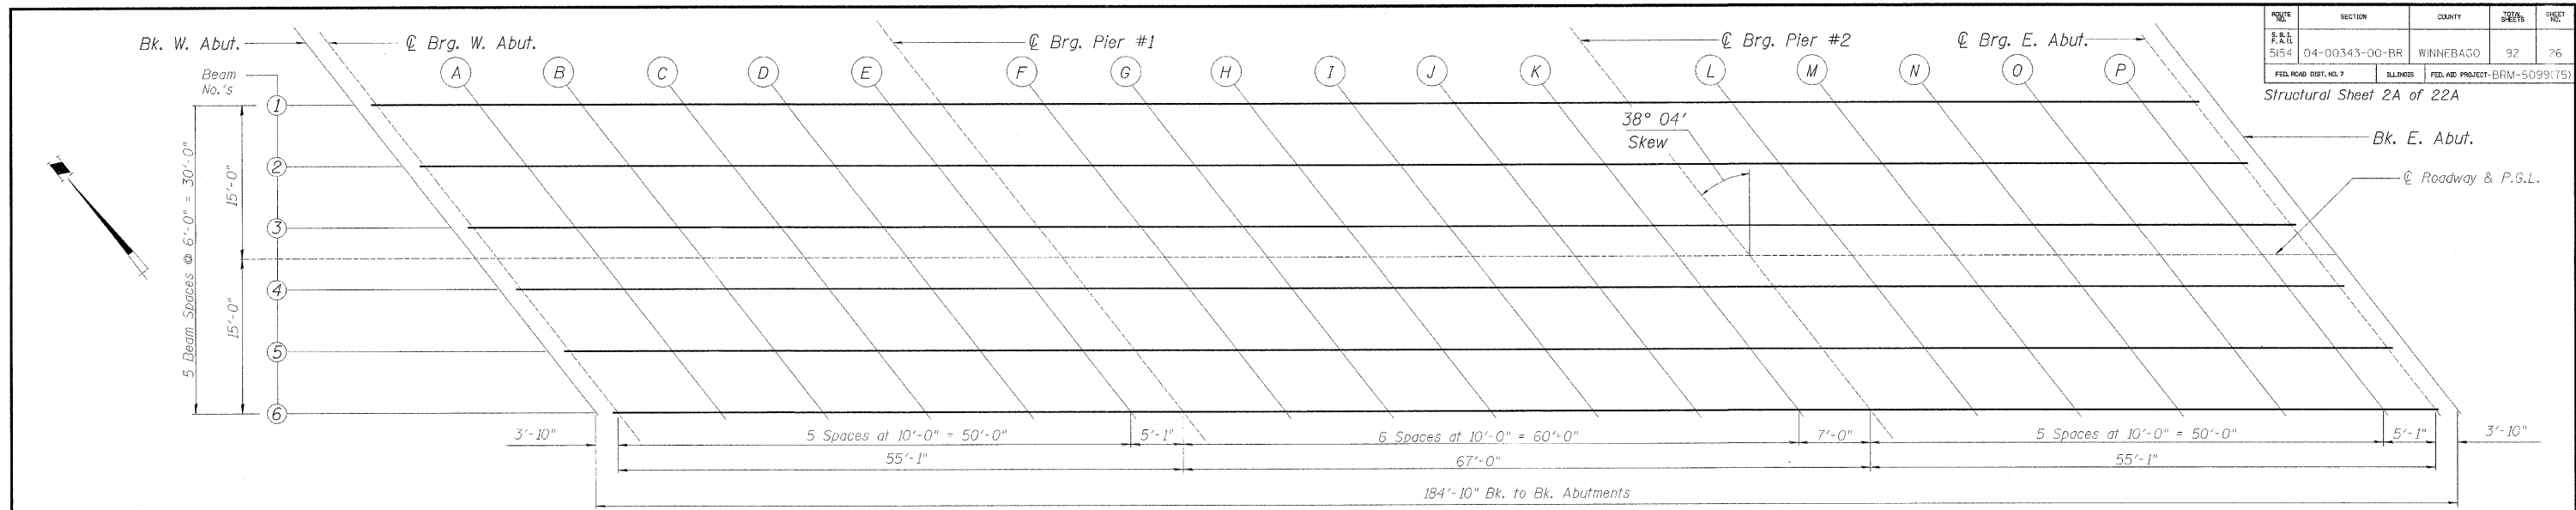 ROUTE NO. SECTION COUNTY TOTAL SHEETS SHEET NO.
S.B.I. F.A.U. 5154 04-00343-00-BR WINNEBAGO 92 26
FED. ROAD DIST. NO. 7 ILLINOIS FED. AID PROJECT-BRM-5099(75)
Structural Sheet 2A of 22A
Bk. W. Abut.
℄ Brg. W. Abut.
℄ Brg. Pier #1
℄ Brg. Pier #2
℄ Brg. E. Abut.
Beam No.'s
A B C D E F G H I J K L M N O P
1
2
3
4
5
6
5 Beam Spaces @ 6'-0" = 30'-0"
15'-0"
15'-0"
38° 04'
Skew
Bk. E. Abut.
℄ Roadway & P.G.L.
3'-10" 5 Spaces at 10'-0" = 50'-0" 5'-1" 6 Spaces at 10'-0" = 60'-0" 7'-0" 5 Spaces at 10'-0" = 50'-0" 5'-1" 3'-10"
55'-1" 67'-0" 55'-1"
184'-10" Bk. to Bk. Abutments